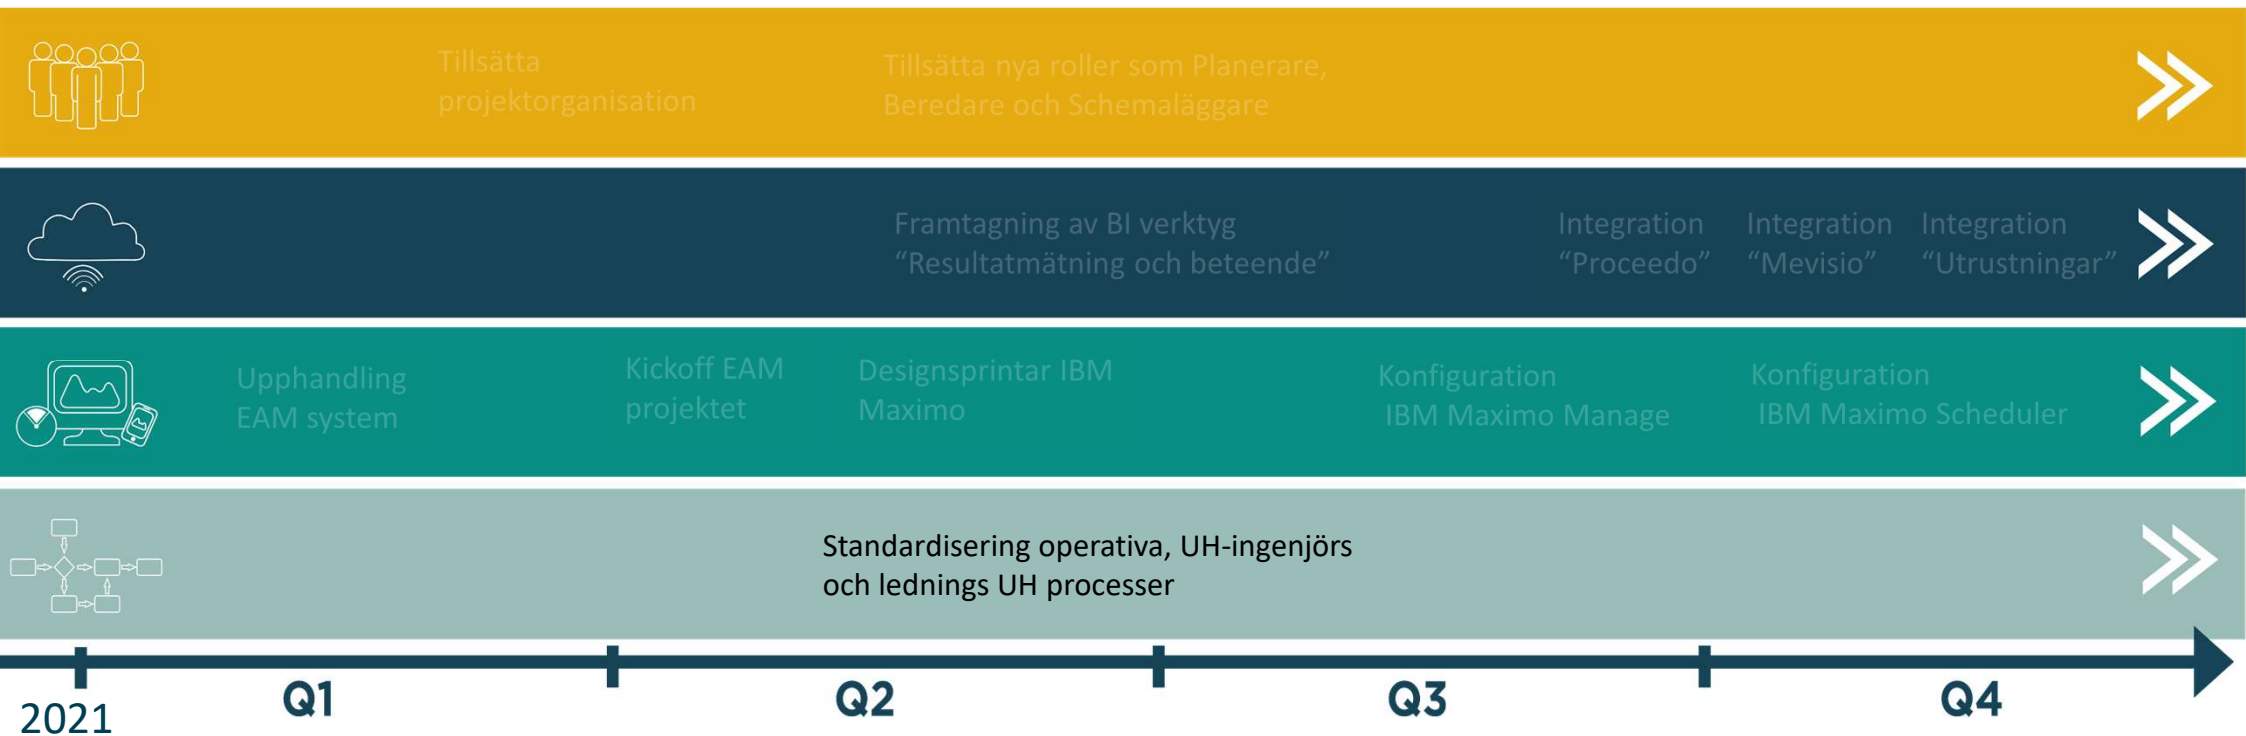 Tillsätta
projektorganisation
Tillsätta nya roller som Planerare,
Beredare och Schemaläggare
Framtagning av BI verktyg
“Resultatmätning och beteende”
Integration
“Proceedo”
Integration
“Mevisio”
Integration
“Utrustningar”
Upphandling
EAM system
Kickoff EAM
projektet
Designsprintar IBM
Maximo
Konfiguration
IBM Maximo Manage
Konfiguration
IBM Maximo Scheduler
Standardisering operativa, UH-ingenjörs
och lednings UH processer
2021
Q1
Q2
Q3
Q4